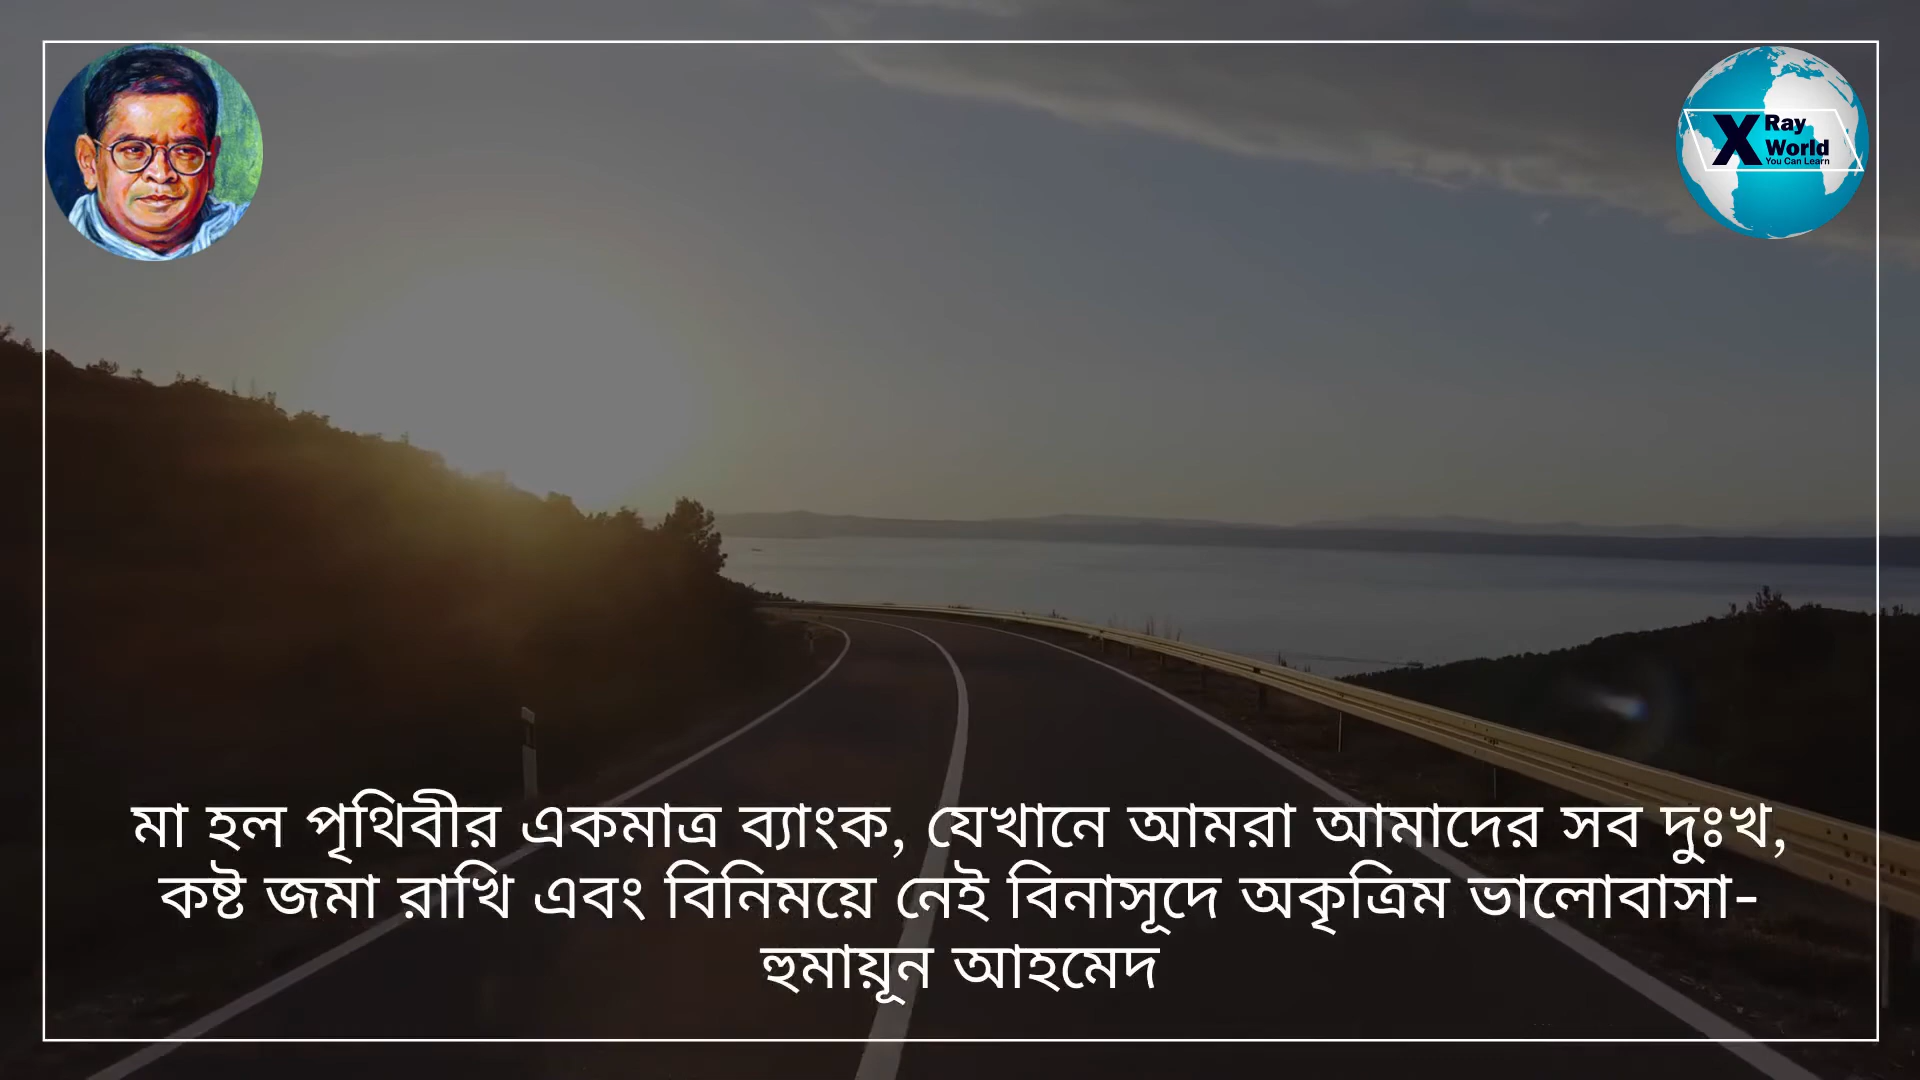 X Ray
World
You Can Learn
মা হল পৃথিবীর একমাত্র ব্যাংক, যেখানে আমরা আমাদের সব দুঃখ,
কষ্ট জমা রাখি এবং বিনিময়ে নেই বিনাসূদে অকৃত্রিম ভালোবাসা-
হুমায়ূন আহমেদ